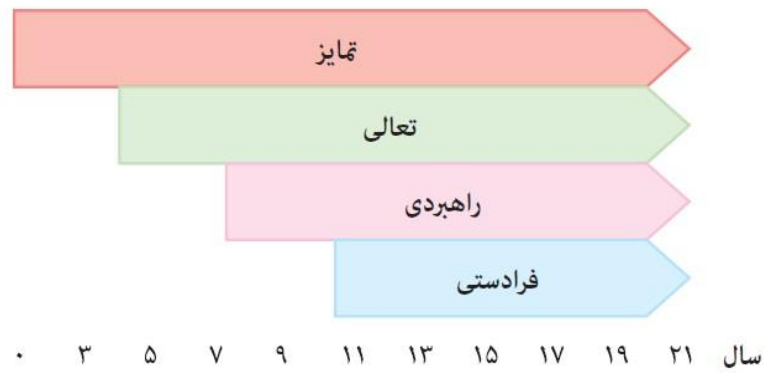 تمایز
تعالی
راهبردی
فرادستی
۰ ۳ ۵ ۷ ۹ ۱۱ ۱۳ ۱۵ ۱۷ ۱۹ ۲۱ سال